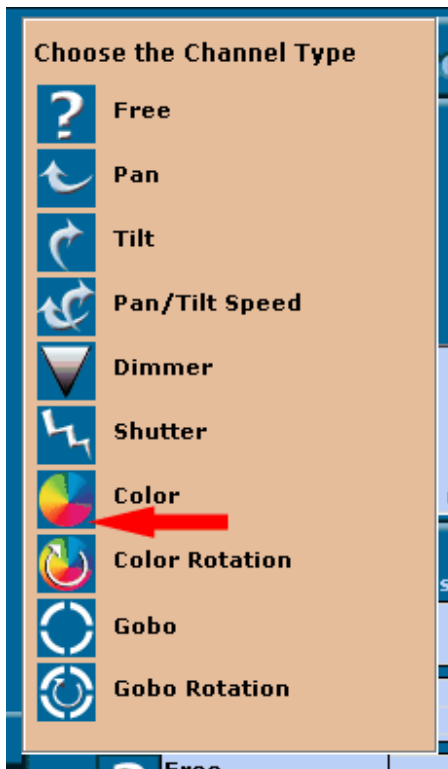 Choose the Channel Type
Free
Pan
Tilt
Pan/Tilt Speed
Dimmer
Shutter
Color
Color Rotation
Gobo
Gobo Rotation
Free